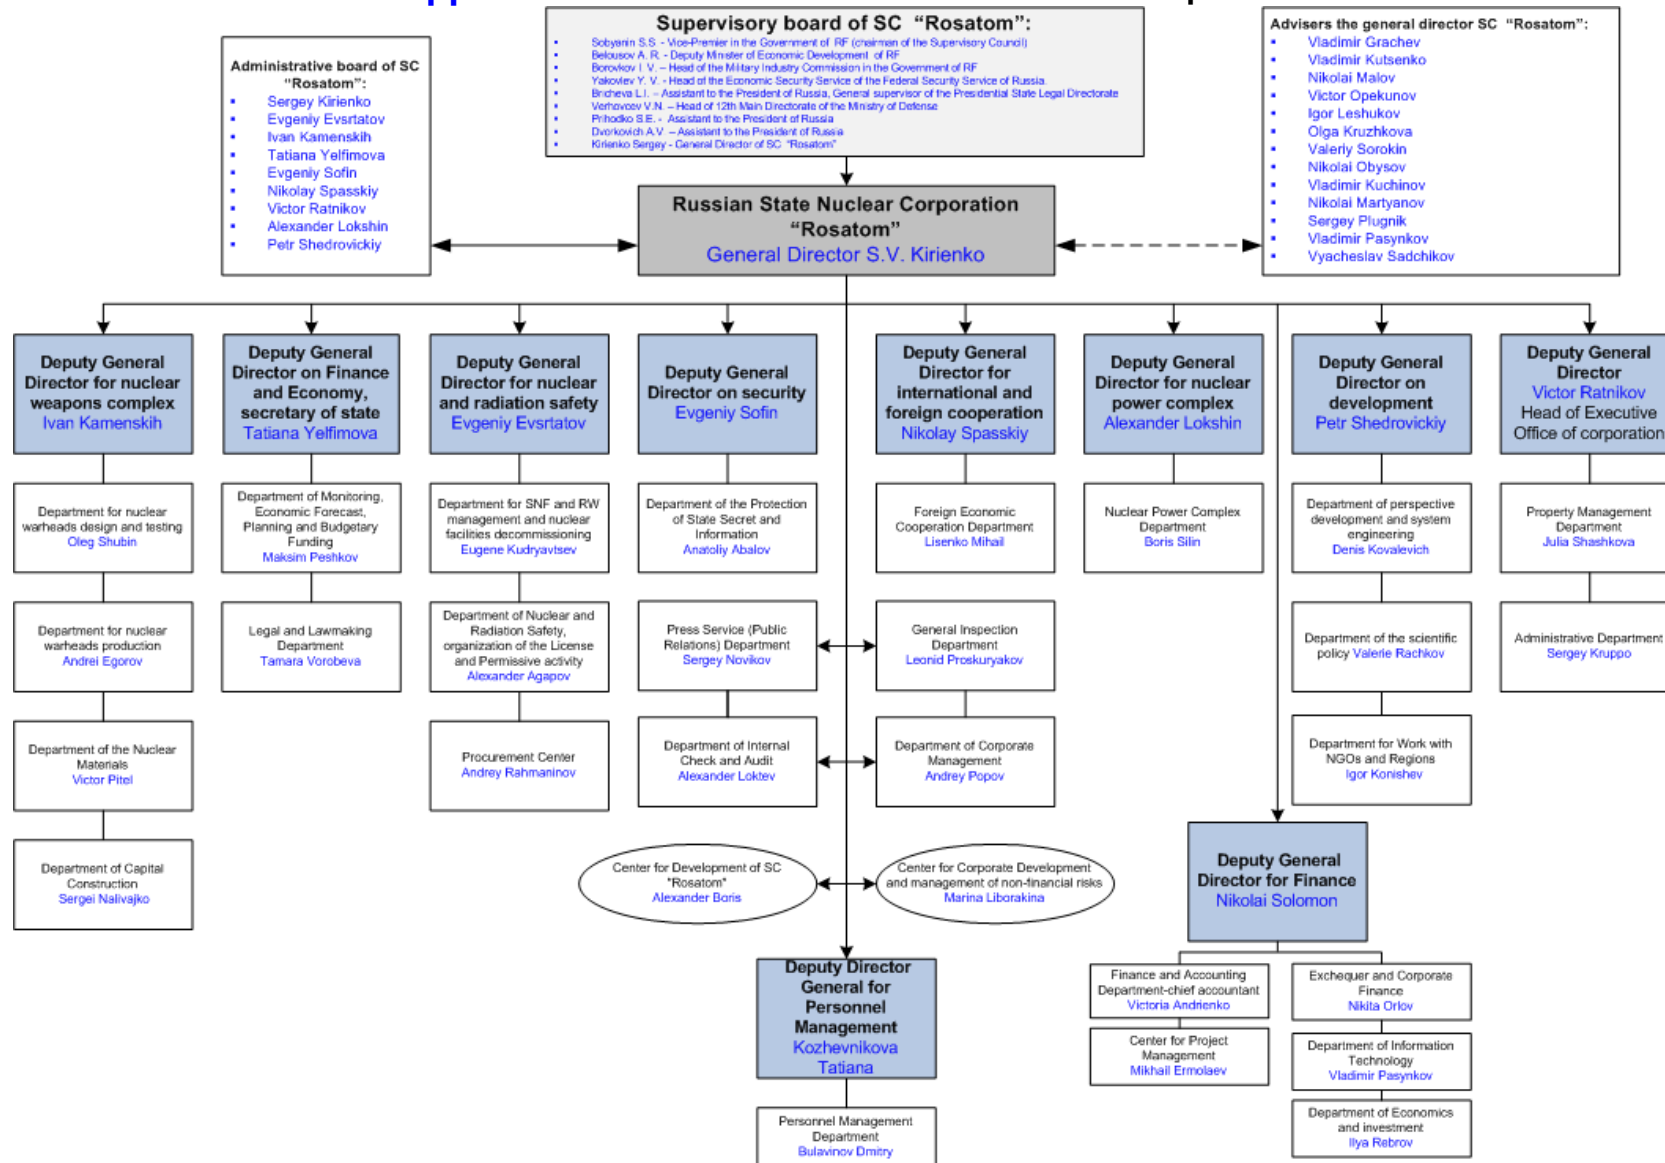 Supervisory board of SC “Rosatom”:
Sobyanin S.S - Vice-Premier in the Government of RF (chairman of the Supervisory Council)
Belousov A. R. - Deputy Minister of Economic Development of RF
Borovkov I. V. – Head of the Military Industry Commission in the Government of RF
Yakovlev Y. V. - Head of the Economic Security Service of the Federal Security Service of Russia.
Bricheva L.I. – Assistant to the President of Russia, General supervisor of the Presidential State Legal Directorate
Verhovcev V.N. – Head of 12th Main Directorate of the Ministry of Defense
Prihodko S.E. - Assistant to the President of Russia
Dvorkovich A.V – Assistant to the President of Russia
Kirienko Sergey - General Director of SC “Rosatom”
Administrative board of SC
“Rosatom”:
Sergey Kirienko
Evgeniy Evsrtatov
Ivan Kamenskih
Tatiana Yelfimova
Evgeniy Sofin
Nikolay Spasskiy
Victor Ratnikov
Alexander Lokshin
Petr Shedrovickiy
Advisers the general director SC “Rosatom”:
Vladimir Grachev
Vladimir Kutsenko
Nikolai Malov
Victor Opekunov
Igor Leshukov
Olga Kruzhkova
Valeriy Sorokin
Nikolai Obysov
Vladimir Kuchinov
Nikolai Martyanov
Sergey Plugnik
Vladimir Pasynkov
Vyacheslav Sadchikov
Russian State Nuclear Corporation
“Rosatom”
General Director S.V. Kirienko
Deputy General
Director for nuclear
weapons complex
Ivan Kamenskih
Deputy General
Director on Finance
and Economy,
secretary of state
Tatiana Yelfimova
Deputy General
Director for nuclear
and radiation safety
Evgeniy Evsrtatov
Deputy General
Director on security
Evgeniy Sofin
Deputy General
Director for
international and
foreign cooperation
Nikolay Spasskiy
Deputy General
Director for nuclear
power complex
Alexander Lokshin
Deputy General
Director on
development
Petr Shedrovickiy
Deputy General
Director
Victor Ratnikov
Head of Executive
Office of corporation
Department for nuclear
warheads design and testing
Oleg Shubin
Department of Monitoring,
Economic Forecast,
Planning and Budgetary
Funding
Maksim Peshkov
Department for SNF and RW
management and nuclear
facilities decommissioning
Eugene Kudryavtsev
Department of the Protection
of State Secret and
Information
Anatoliy Abalov
Foreign Economic
Cooperation Department
Lisenko Mihail
Nuclear Power Complex
Department
Boris Silin
Department of perspective
development and system
engineering
Denis Kovalevich
Property Management
Department
Julia Shashkova
Department for nuclear
warheads production
Andrei Egorov
Legal and Lawmaking
Department
Tamara Vorobeva
Department of Nuclear and
Radiation Safety,
organization of the License
and Permissive activity
Alexander Agapov
Press Service (Public
Relations) Department
Sergey Novikov
General Inspection
Department
Leonid Proskuryakov
Department of the scientific
policy Valerie Rachkov
Administrative Department
Sergey Kruppo
Department of the Nuclear
Materials
Victor Pitel
Procurement Center
Andrey Rahmaninov
Department of Internal
Check and Audit
Alexander Loktev
Department of Corporate
Management
Andrey Popov
Department for Work with
NGOs and Regions
Igor Konishev
Department of Capital
Construction
Sergei Nalivajko
Center for Development of SC
"Rosatom"
Alexander Boris
Center for Corporate Development
and management of non-financial risks
Marina Liborakina
Deputy General
Director for Finance
Nikolai Solomon
Deputy Director
General for
Personnel
Management
Kozhevnikova
Tatiana
Finance and Accounting
Department-chief accountant
Victoria Andrienko
Exchequer and Corporate
Finance
Nikita Orlov
Center for Project
Management
Mikhail Ermolaev
Department of Information
Technology
Vladimir Pasynkov
Personnel Management
Department
Bulavinov Dmitry
Department of Economics
and investment
Ilya Rebrov